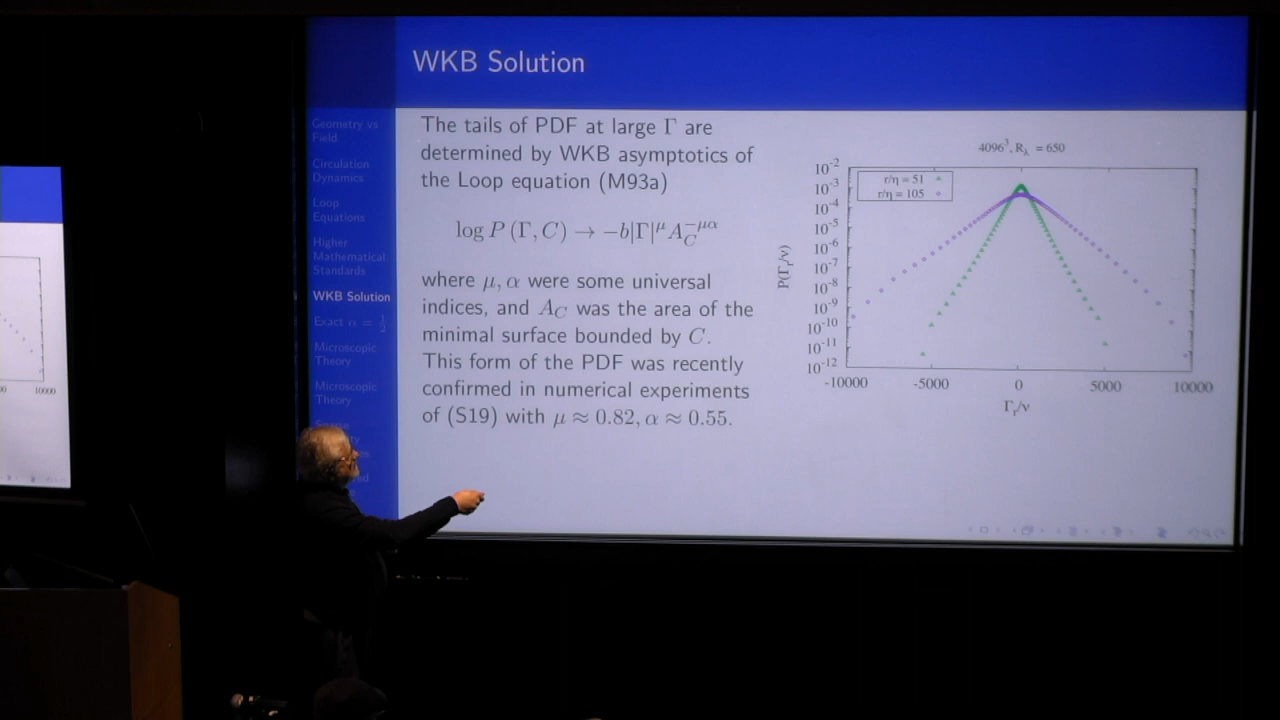 WKB Solution
Geometry vs
Field
Circulation
Dynamics
Loop
Equations
Higher
Mathematical
Standards
WKB Solution
Exact α = 1/2
Microscopic
Theory
Microscopic
Theory
The tails of PDF at large Γ are
determined by WKB asymptotics of
the Loop equation (M93a)
log P (Γ, C) → −b|Γ|^μ A_C^{−μα}
where μ, α were some universal
indices, and A_C was the area of the
minimal surface bounded by C.
This form of the PDF was recently
confirmed in numerical experiments
of (S19) with μ ≈ 0.82, α ≈ 0.55.
4096³, R_λ = 650
r/η = 51
r/η = 105
10⁻²
10⁻³
10⁻⁴
10⁻⁵
10⁻⁶
10⁻⁷
10⁻⁸
10⁻⁹
10⁻¹⁰
10⁻¹¹
10⁻¹²
P(Γ_r/ν)
-10000 -5000 0 5000 10000
Γ_r/ν
10000